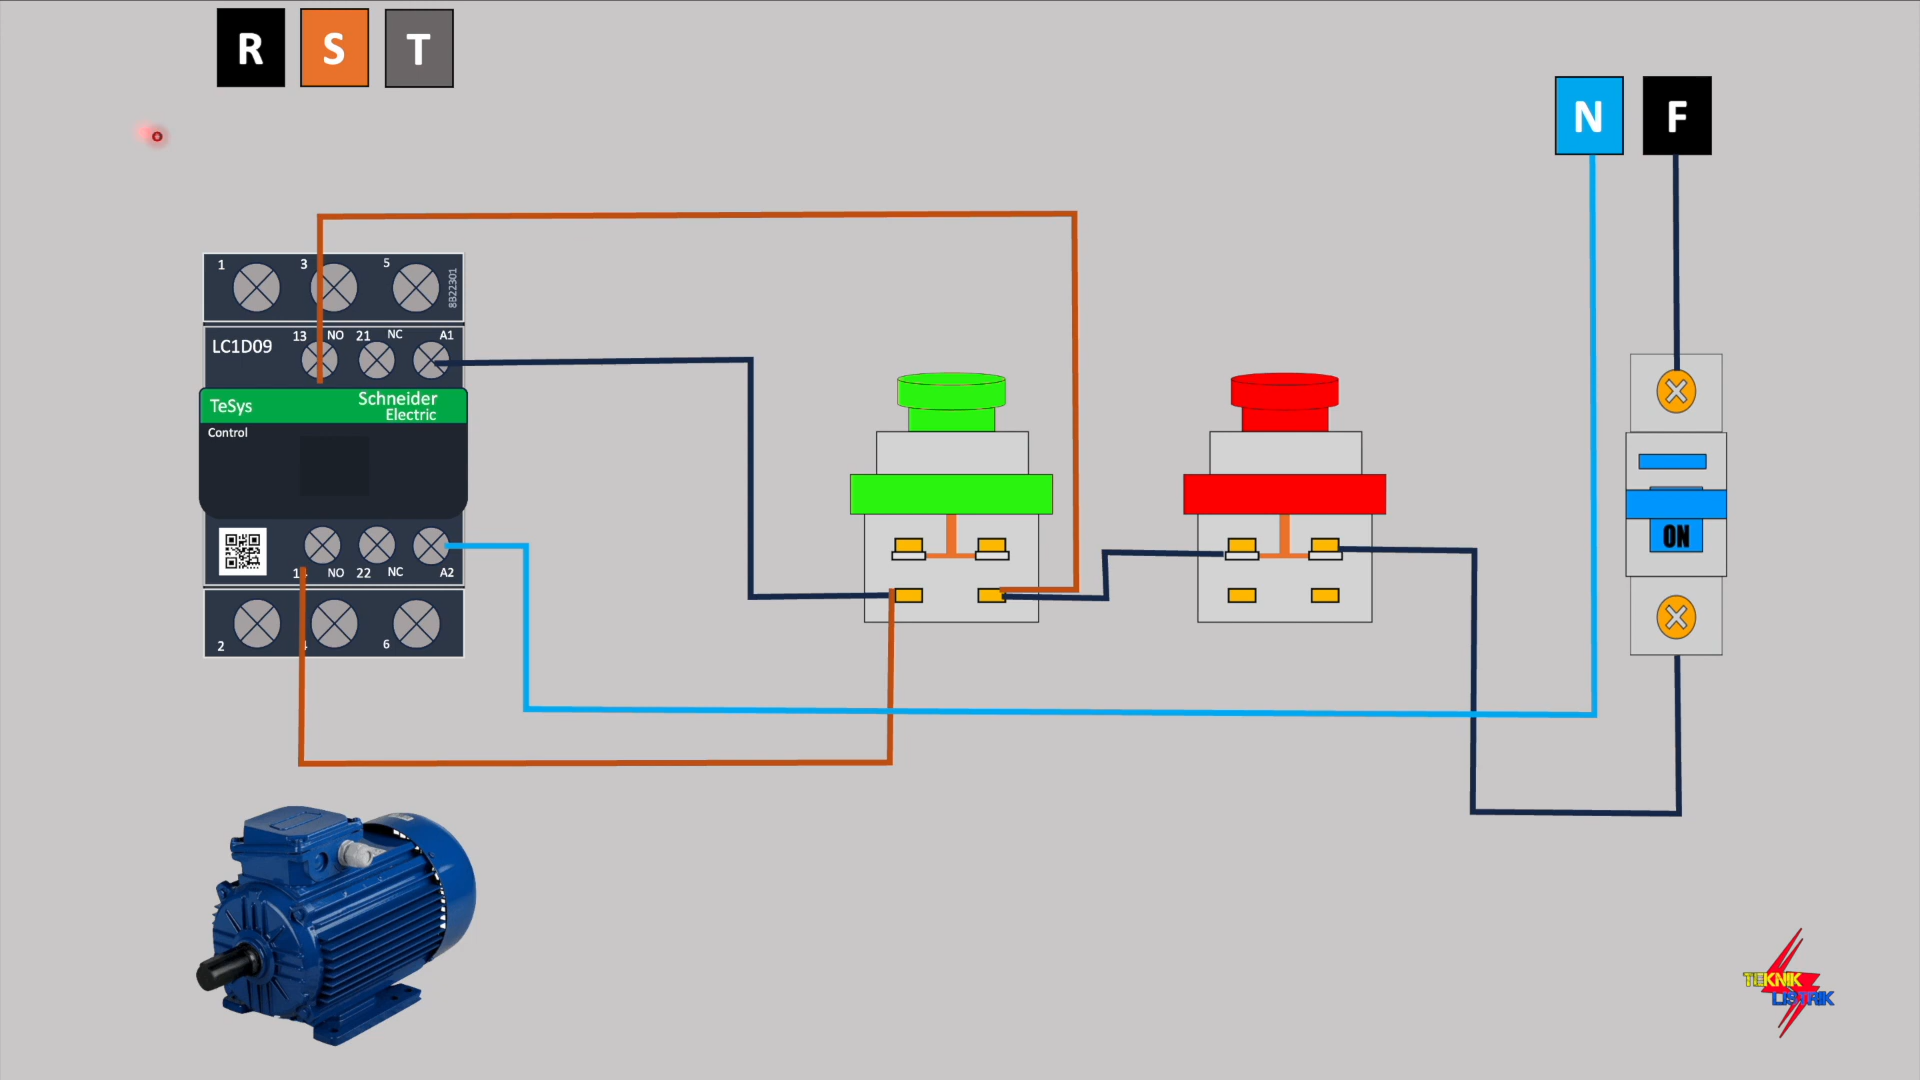 R S T
N F
1 3 5
8B22301
13 NO 21 NC A1
LC1D09
TeSys
Schneider
Electric
Control
NO 22 NC A2
2 6
ON
TEKNIK
LISTRIK